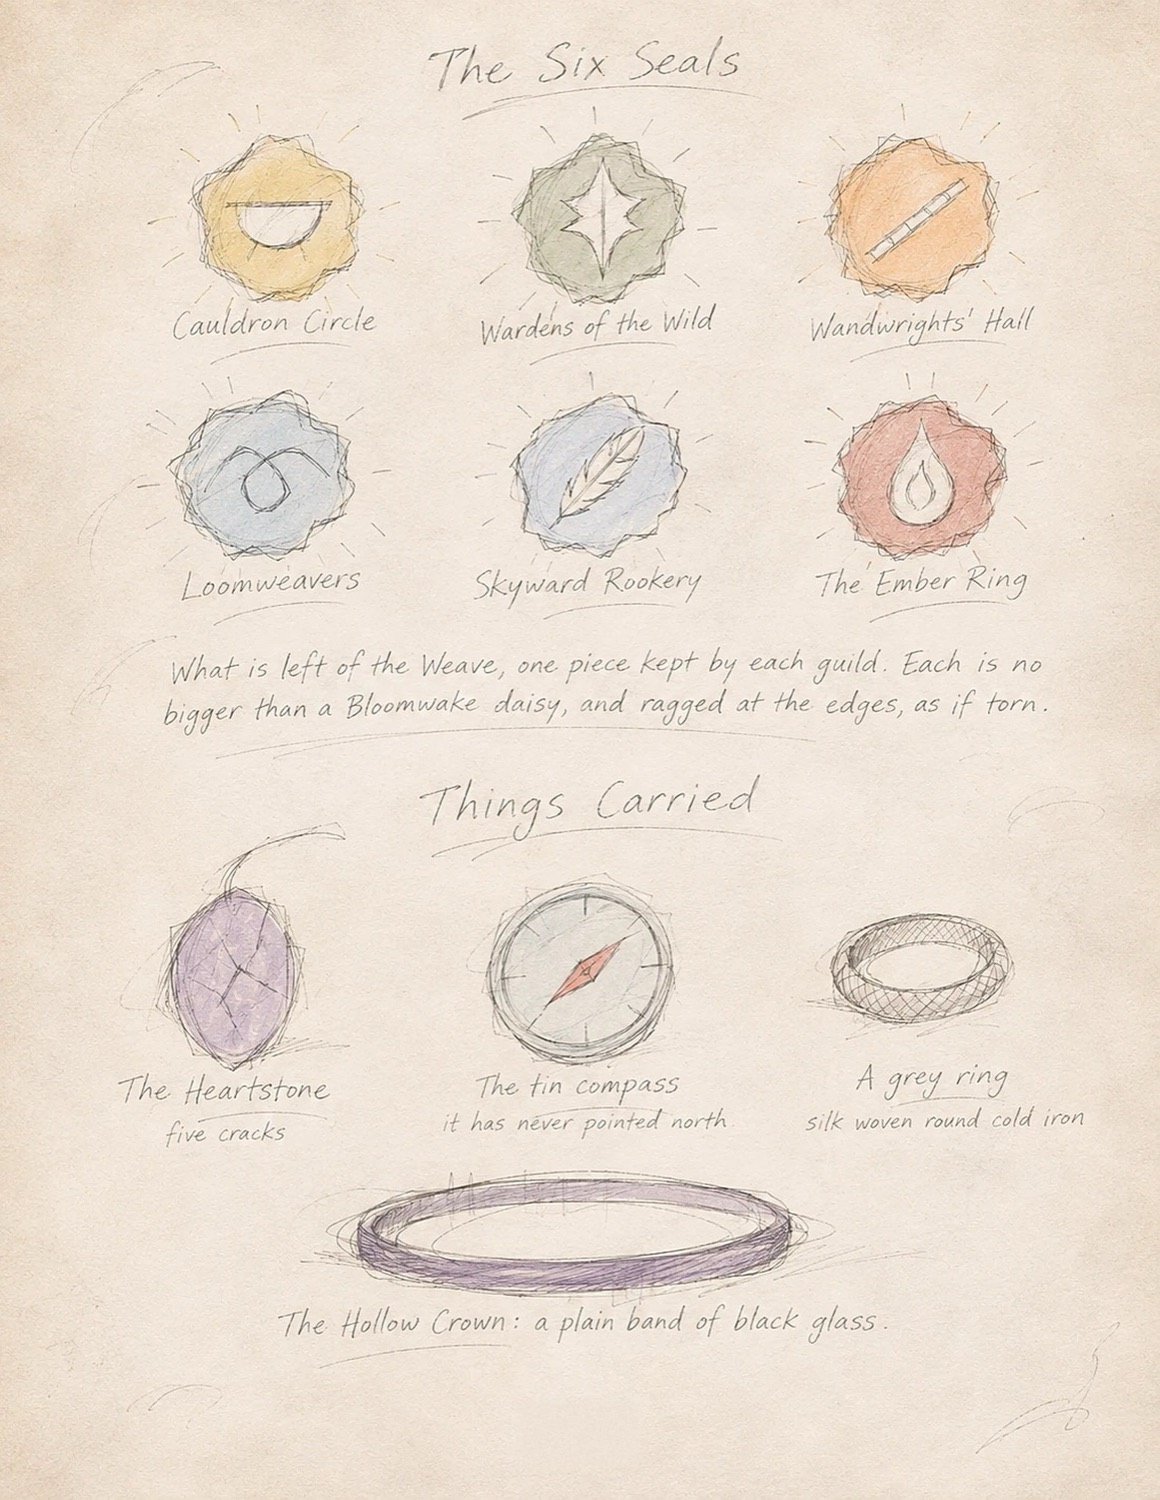 The Six Seals
Cauldron Circle
Wardens of the Wild
Wandwrights' Hall
Loomweavers
Skyward Rookery
The Ember Ring
What is left of the Weave, one piece kept by each guild. Each is no
bigger than a Bloomwake daisy, and ragged at the edges, as if torn.
Things Carried
The Heartstone
five cracks
The tin compass
it has never pointed north
A grey ring
silk woven round cold iron
The Hollow Crown: a plain band of black glass.